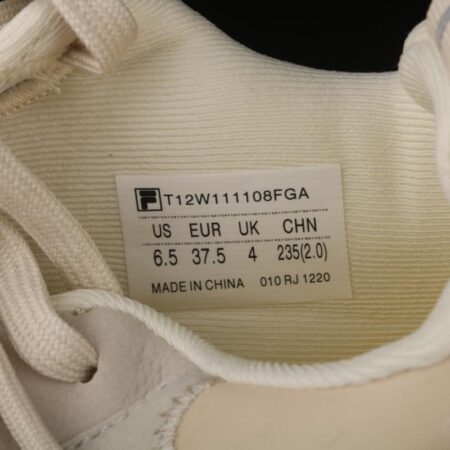 F T12W111108FGA
US EUR UK CHN
6.5 37.5 4 235(2.0)
MADE IN CHINA 010 RJ 1220